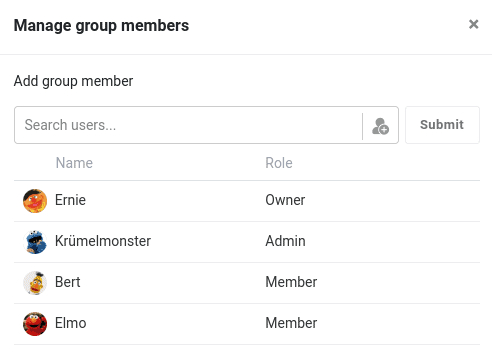 Manage group members ×
Add group member
Search users... Submit
Name Role
Ernie Owner
Krümelmonster Admin
Bert Member
Elmo Member